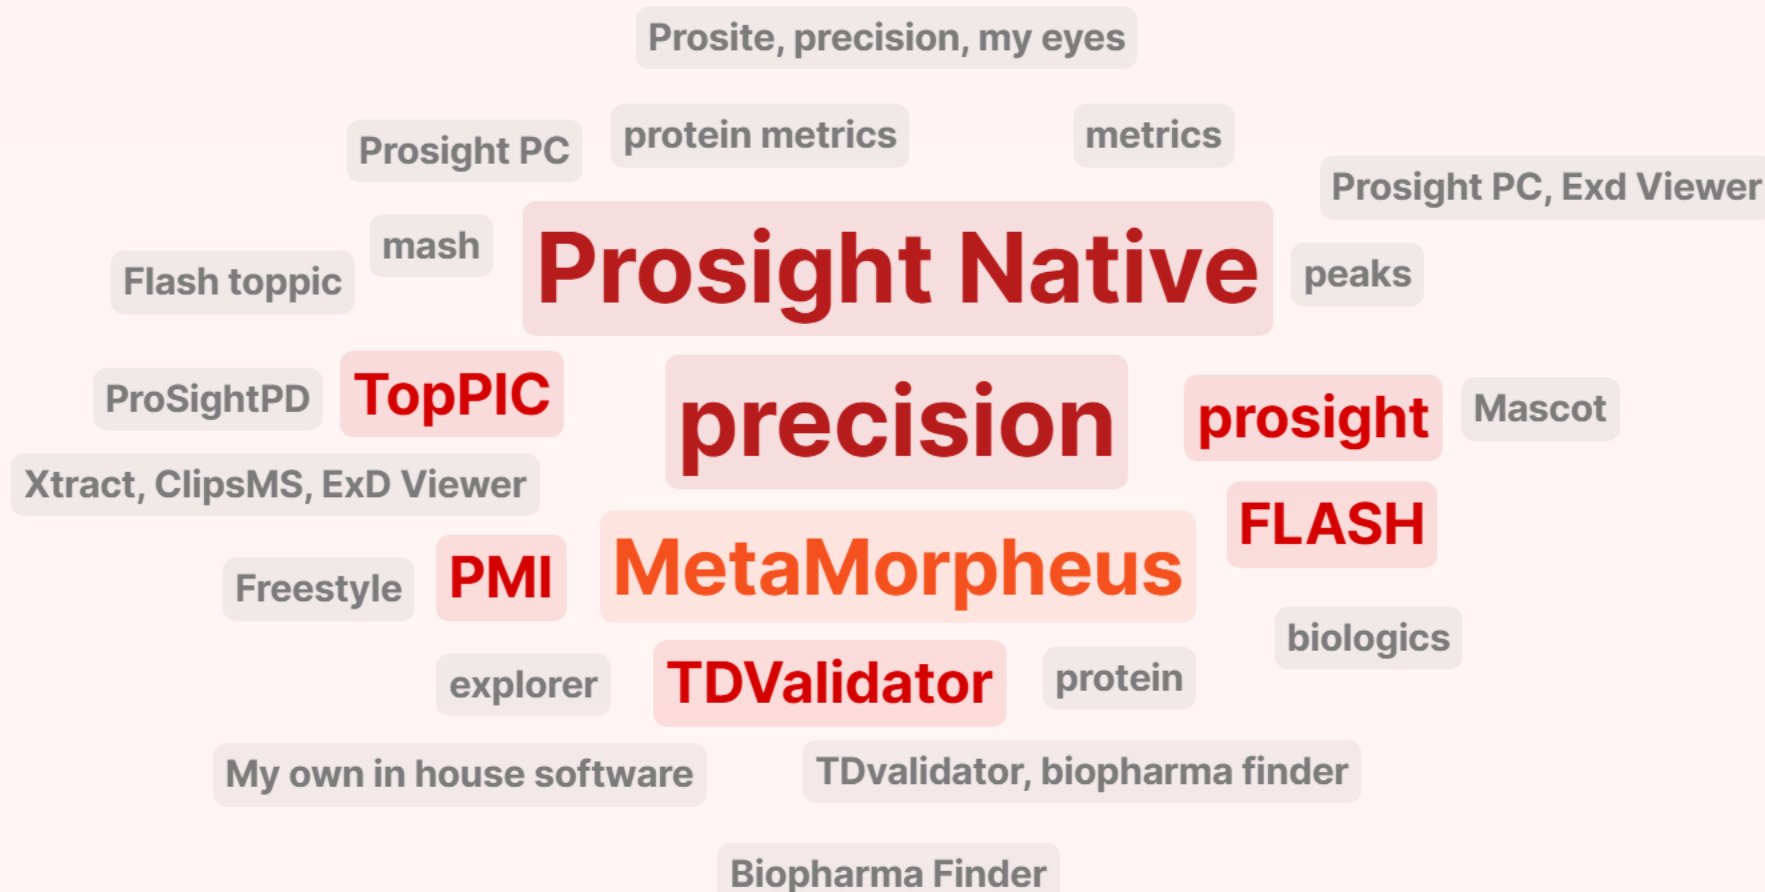 Prosite, precision, my eyes
Prosight PC
protein metrics
metrics
Prosight PC, Exd Viewer
mash
Prosight Native
peaks
Flash toppic
ProSightPD
TopPIC
precision
prosight
Mascot
Xtract, ClipsMS, ExD Viewer
FLASH
Freestyle
PMI
MetaMorpheus
biologics
explorer
TDValidator
protein
My own in house software
TDvalidator, biopharma finder
Biopharma Finder